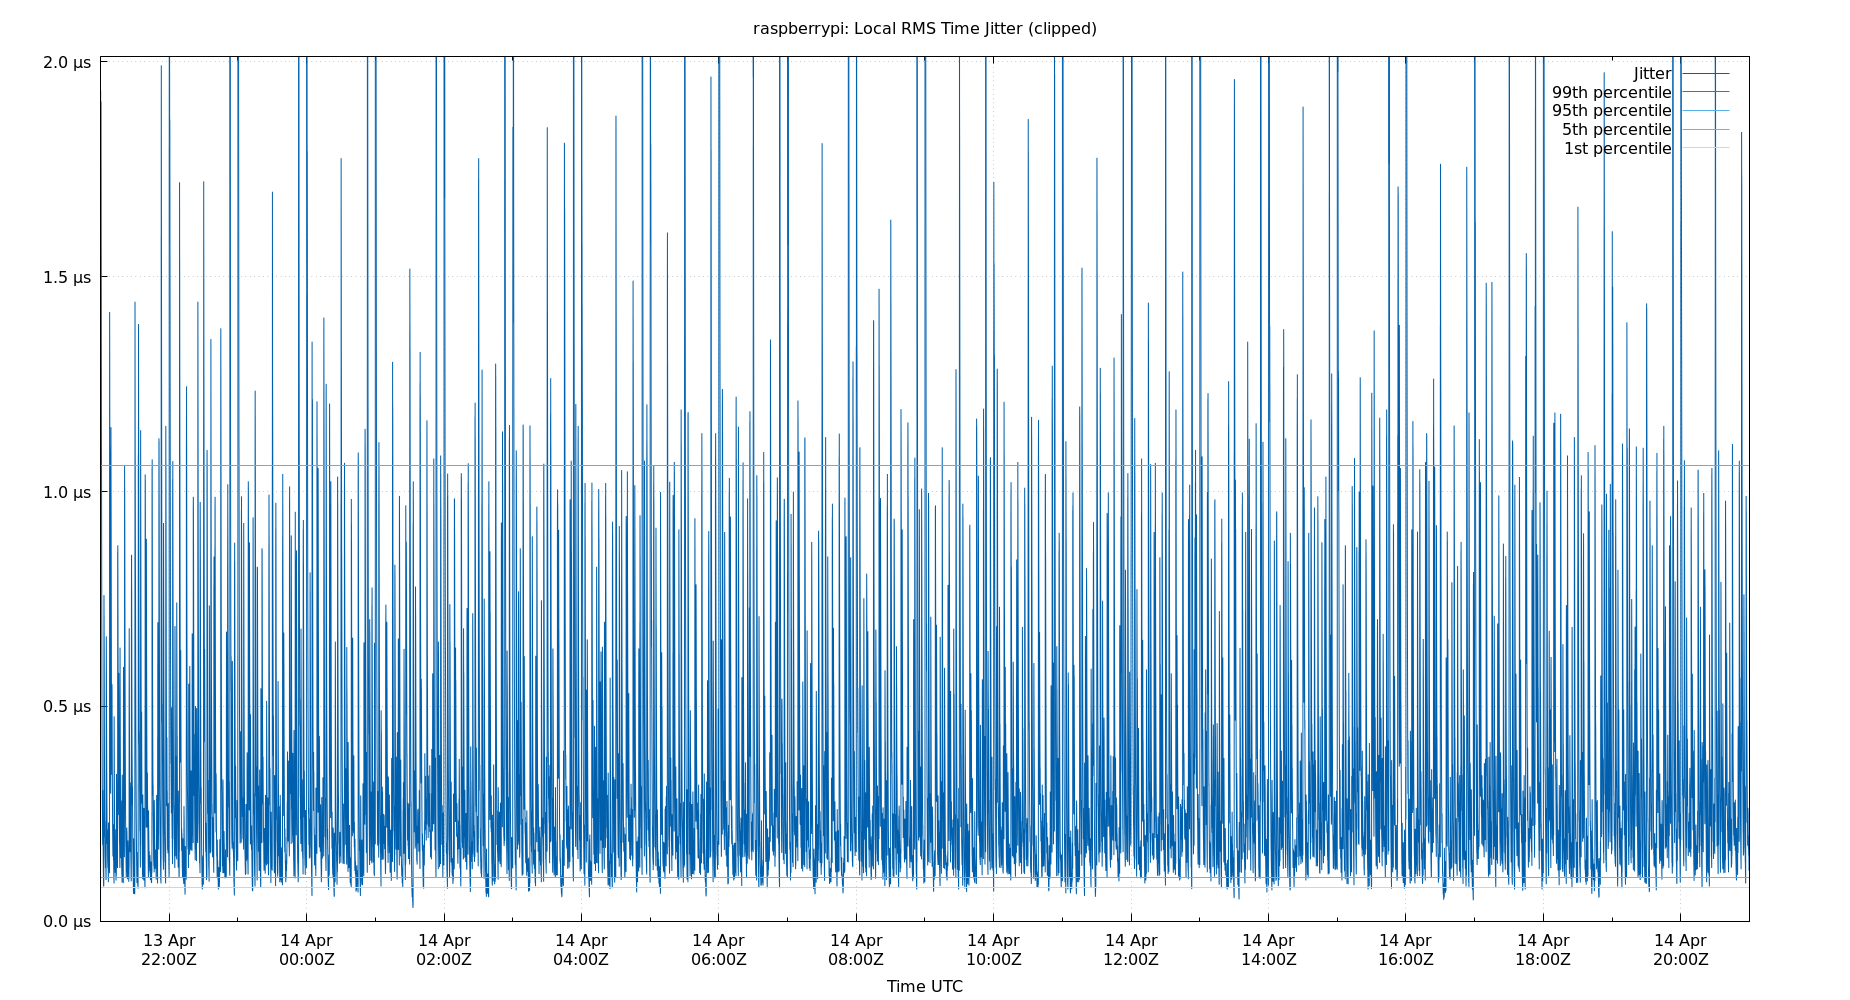 raspberrypi: Local RMS Time Jitter (clipped)
2.0 µs
1.5 µs
1.0 µs
0.5 µs
0.0 µs
Jitter
99th percentile
95th percentile
5th percentile
1st percentile
13 Apr 14 Apr 14 Apr 14 Apr 14 Apr 14 Apr 14 Apr 14 Apr 14 Apr 14 Apr 14 Apr 14 Apr
22:00Z 00:00Z 02:00Z 04:00Z 06:00Z 08:00Z 10:00Z 12:00Z 14:00Z 16:00Z 18:00Z 20:00Z
Time UTC